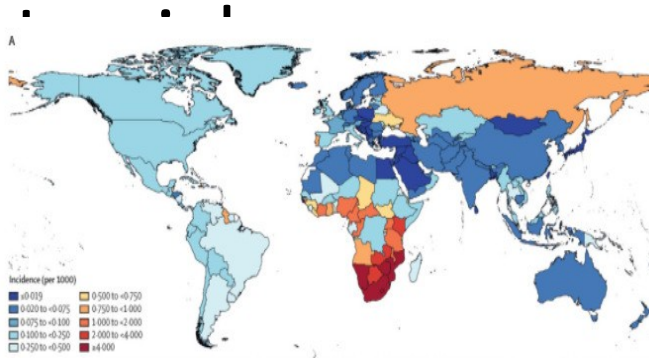 A
Incidence (per 1000)
≤0·019
0·020 to <0·075
0·075 to <0·100
0·100 to <0·250
0·250 to <0·500
0·500 to <0·750
0·750 to <1·000
1·000 to <2·000
2·000 to <4·000
≥4·000